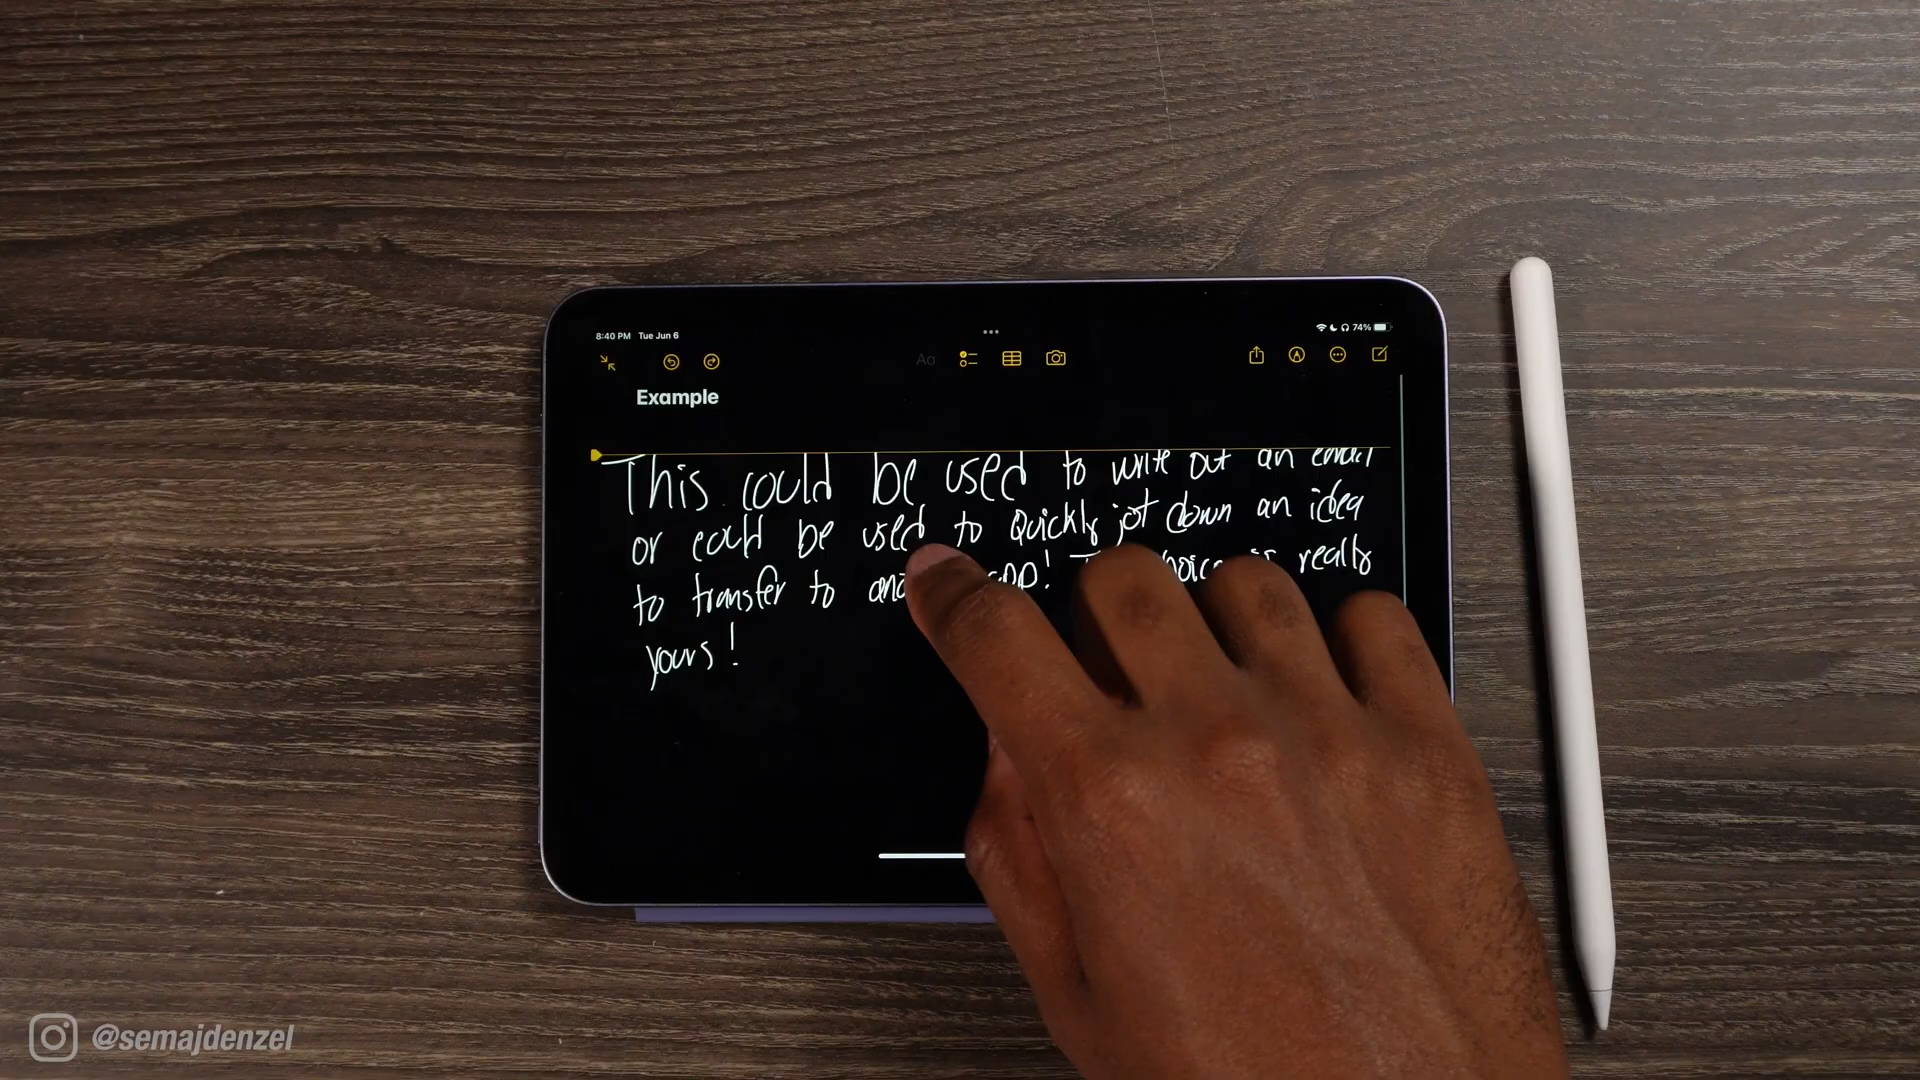 8:40 PM Tue Jun 6
74%
Aa
Example
This could be used to write out an email
or could be used to Quickly jot down an idea
to transfer to app! really
yours!
@semajdenzel